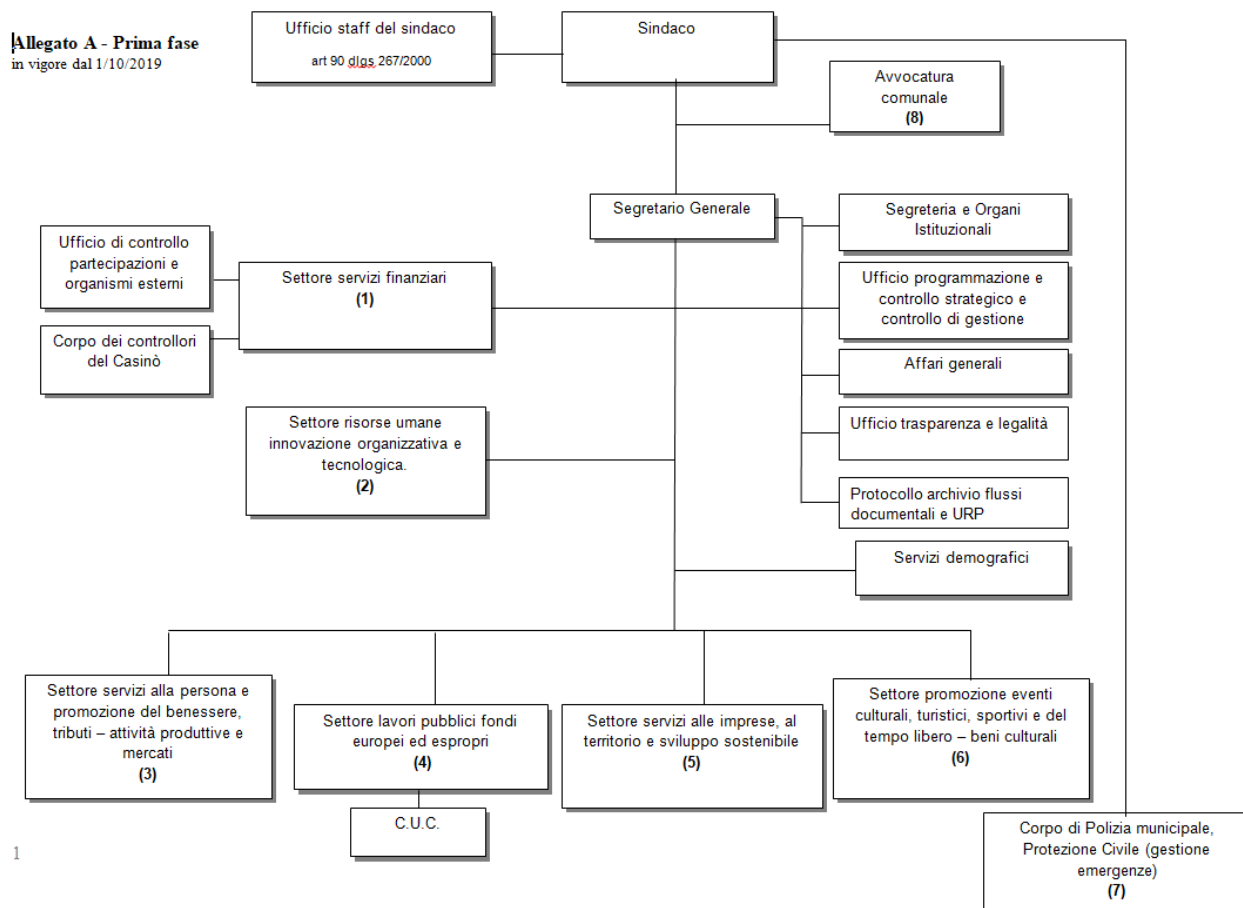 Allegato A - Prima fase
in vigore dal 1/10/2019
Ufficio staff del sindaco
art 90 dlgs 267/2000
Sindaco
Avvocatura
comunale
(8)
Segretario Generale
Segreteria e Organi
Istituzionali
Ufficio di controllo
partecipazioni e
organismi esterni
Settore servizi finanziari
(1)
Ufficio programmazione e
controllo strategico e
controllo di gestione
Corpo dei controllori
del Casinò
Affari generali
Settore risorse umane
innovazione organizzativa e
tecnologica.
(2)
Ufficio trasparenza e legalità
Protocollo archivio flussi
documentali e URP
Servizi demografici
Settore servizi alla persona e
promozione del benessere,
tributi – attività produttive e
mercati
(3)
Settore lavori pubblici fondi
europei ed espropri
(4)
Settore servizi alle imprese, al
territorio e sviluppo sostenibile
(5)
Settore promozione eventi
culturali, turistici, sportivi e del
tempo libero – beni culturali
(6)
C.U.C.
Corpo di Polizia municipale,
Protezione Civile (gestione
emergenze)
(7)
1